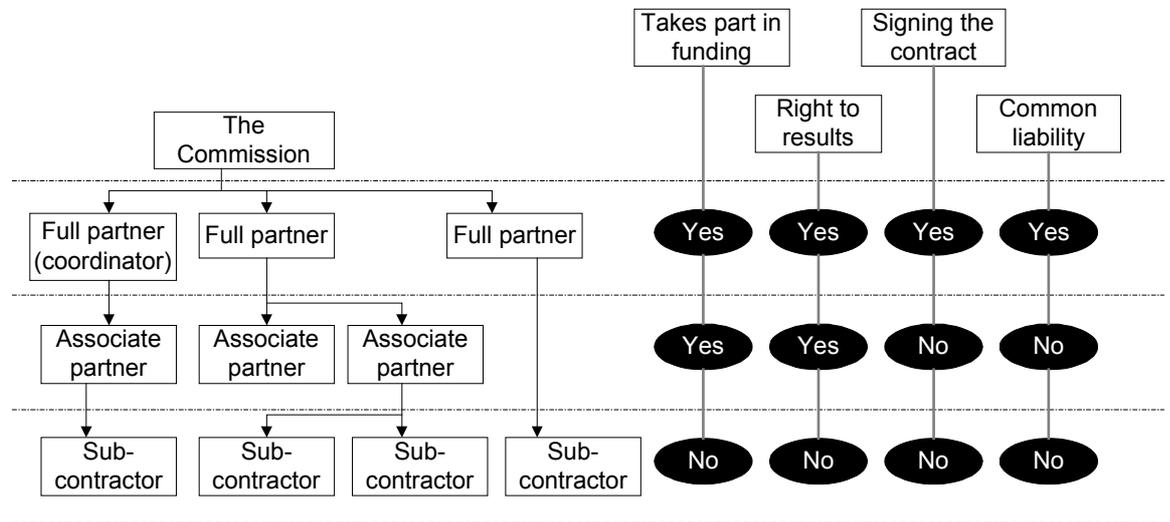 Takes part in
funding
Signing the
contract
Right to
results
Common
liability
The
Commission
Full partner
(coordinator)
Full partner
Full partner
Yes
Yes
Yes
Yes
Associate
partner
Associate
partner
Associate
partner
Yes
Yes
No
No
Sub-
contractor
Sub-
contractor
Sub-
contractor
Sub-
contractor
No
No
No
No